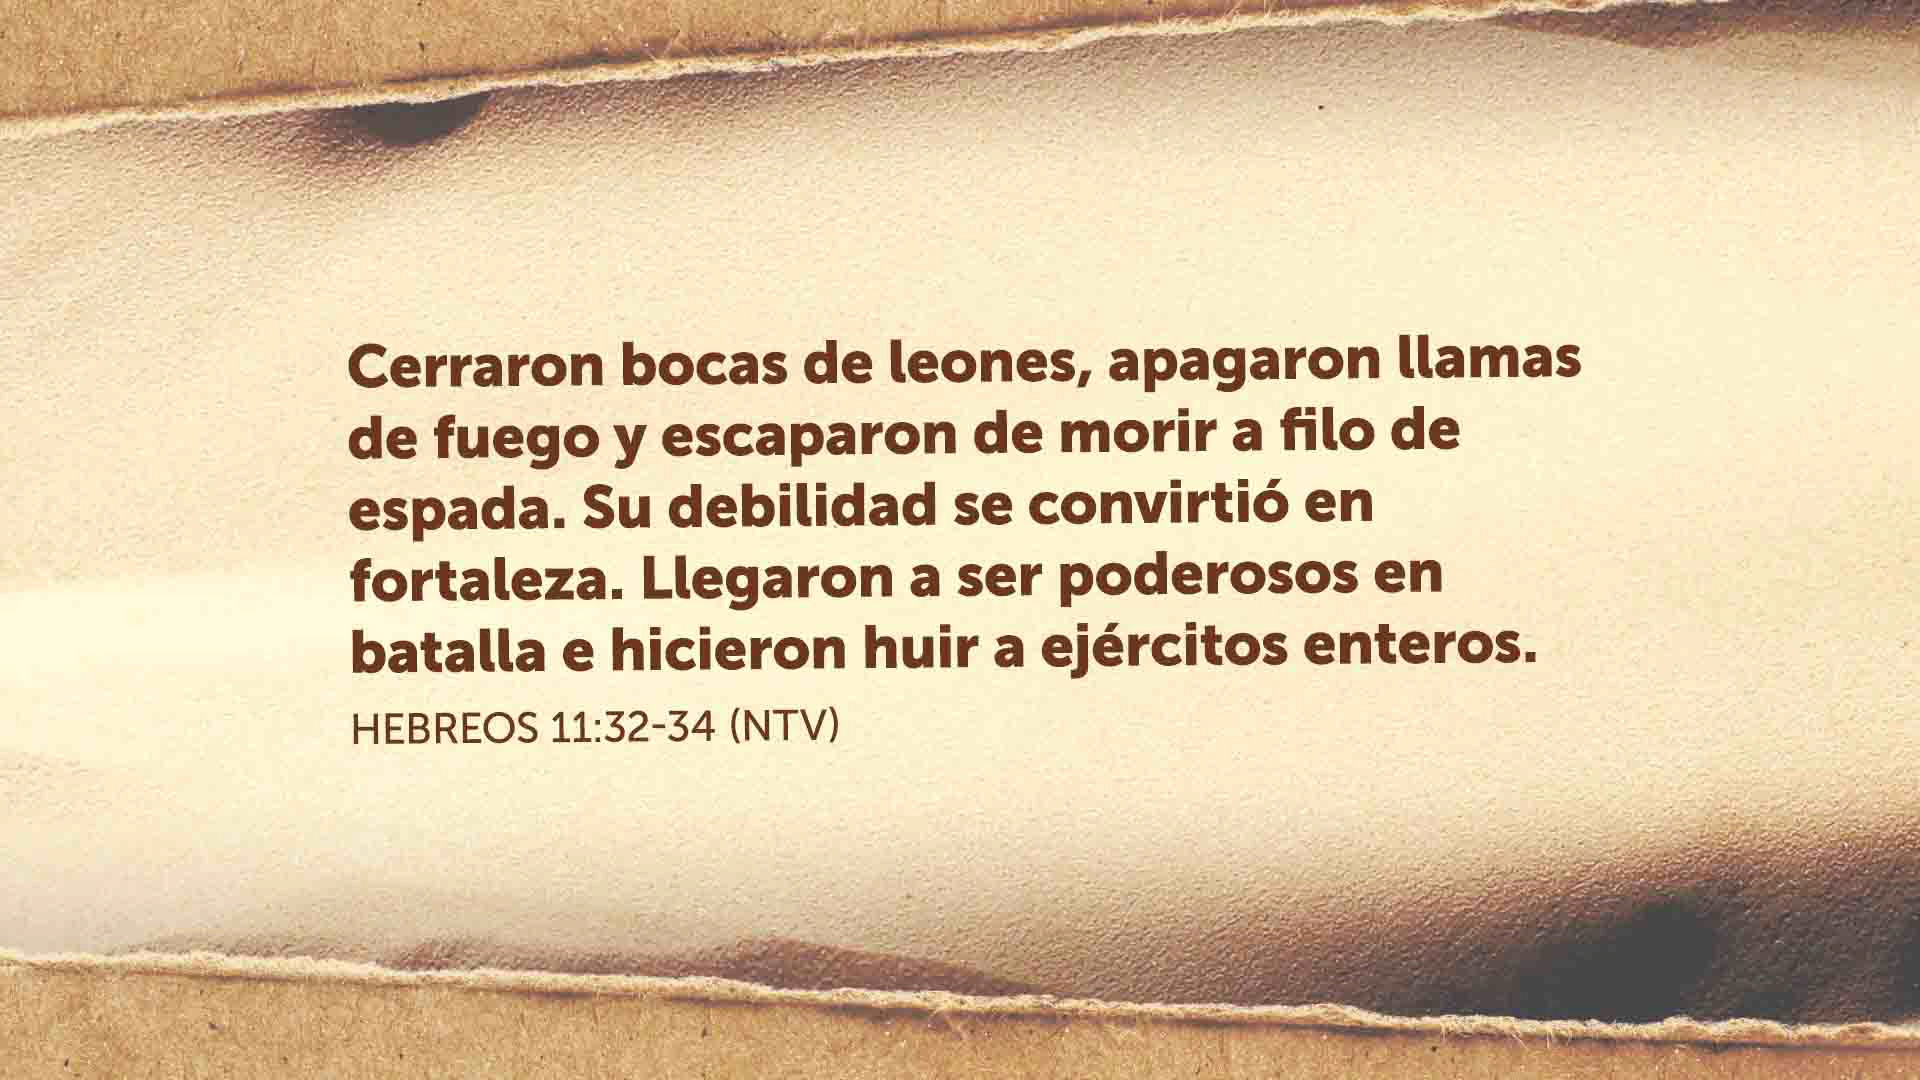 Cerraron bocas de leones, apagaron llamas
de fuego y escaparon de morir a filo de
espada. Su debilidad se convirtió en
fortaleza. Llegaron a ser poderosos en
batalla e hicieron huir a ejércitos enteros.
HEBREOS 11:32-34 (NTV)